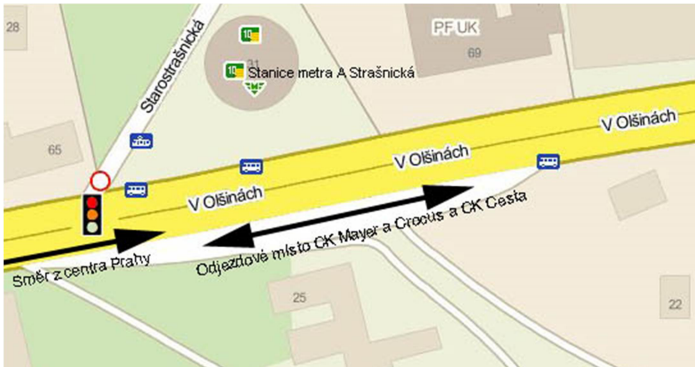 28
PF UK
69
31
Stanice metra A Strašnická
Starostrašnická
65
V Olšinách
V Olšinách
V Olšinách
Odjezdové místo CK Mayer a Crocus a CK Cesta
Směr z centra Prahy
25
22